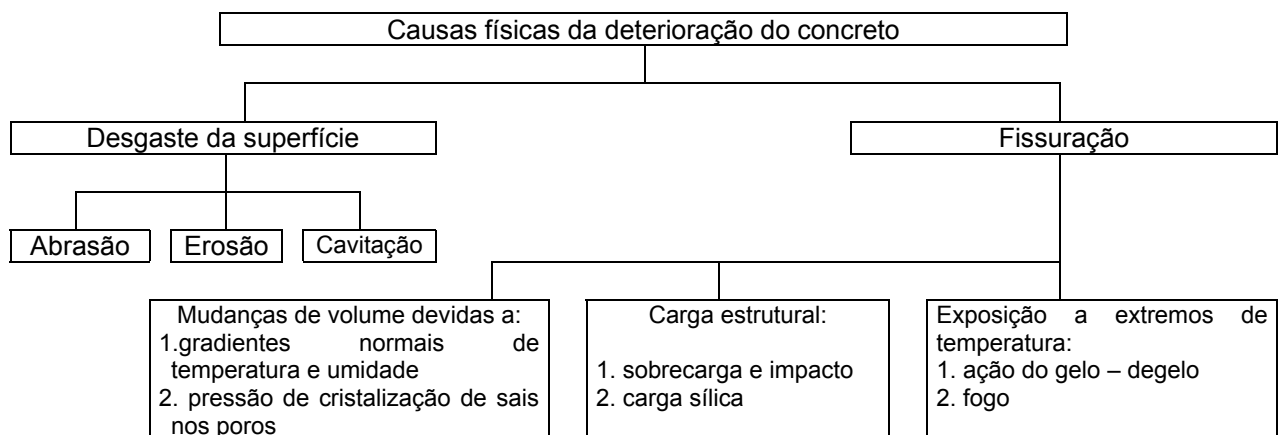 Causas físicas da deterioração do concreto
Desgaste da superfície
Fissuração
Abrasão
Erosão
Cavitação
Mudanças de volume devidas a:
1.gradientes normais de
temperatura e umidade
2. pressão de cristalização de sais
nos poros
Carga estrutural:
1. sobrecarga e impacto
2. carga sílica
Exposição a extremos de
temperatura:
1. ação do gelo – degelo
2. fogo